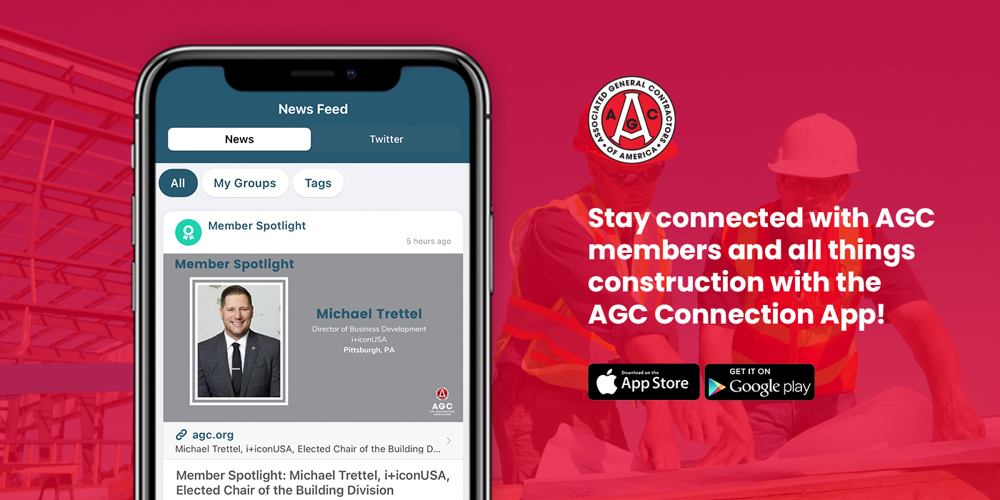 News Feed
News
Twitter
All
My Groups
Tags
Member Spotlight
5 hours ago
Member Spotlight
Michael Trettel
Director of Business Development
i+iconUSA
Pittsburgh, PA
AGC
THE CONSTRUCTION
ASSOCIATION
agc.org
Michael Trettel, i+iconUSA, Elected Chair of the Building D...
Member Spotlight: Michael Trettel, i+iconUSA,
Elected Chair of the Building Division
ASSOCIATED GENERAL CONTRACTORS
OF AMERICA
A G C
Stay connected with AGC
members and all things
construction with the
AGC Connection App!
Download on the
App Store
GET IT ON
Google play